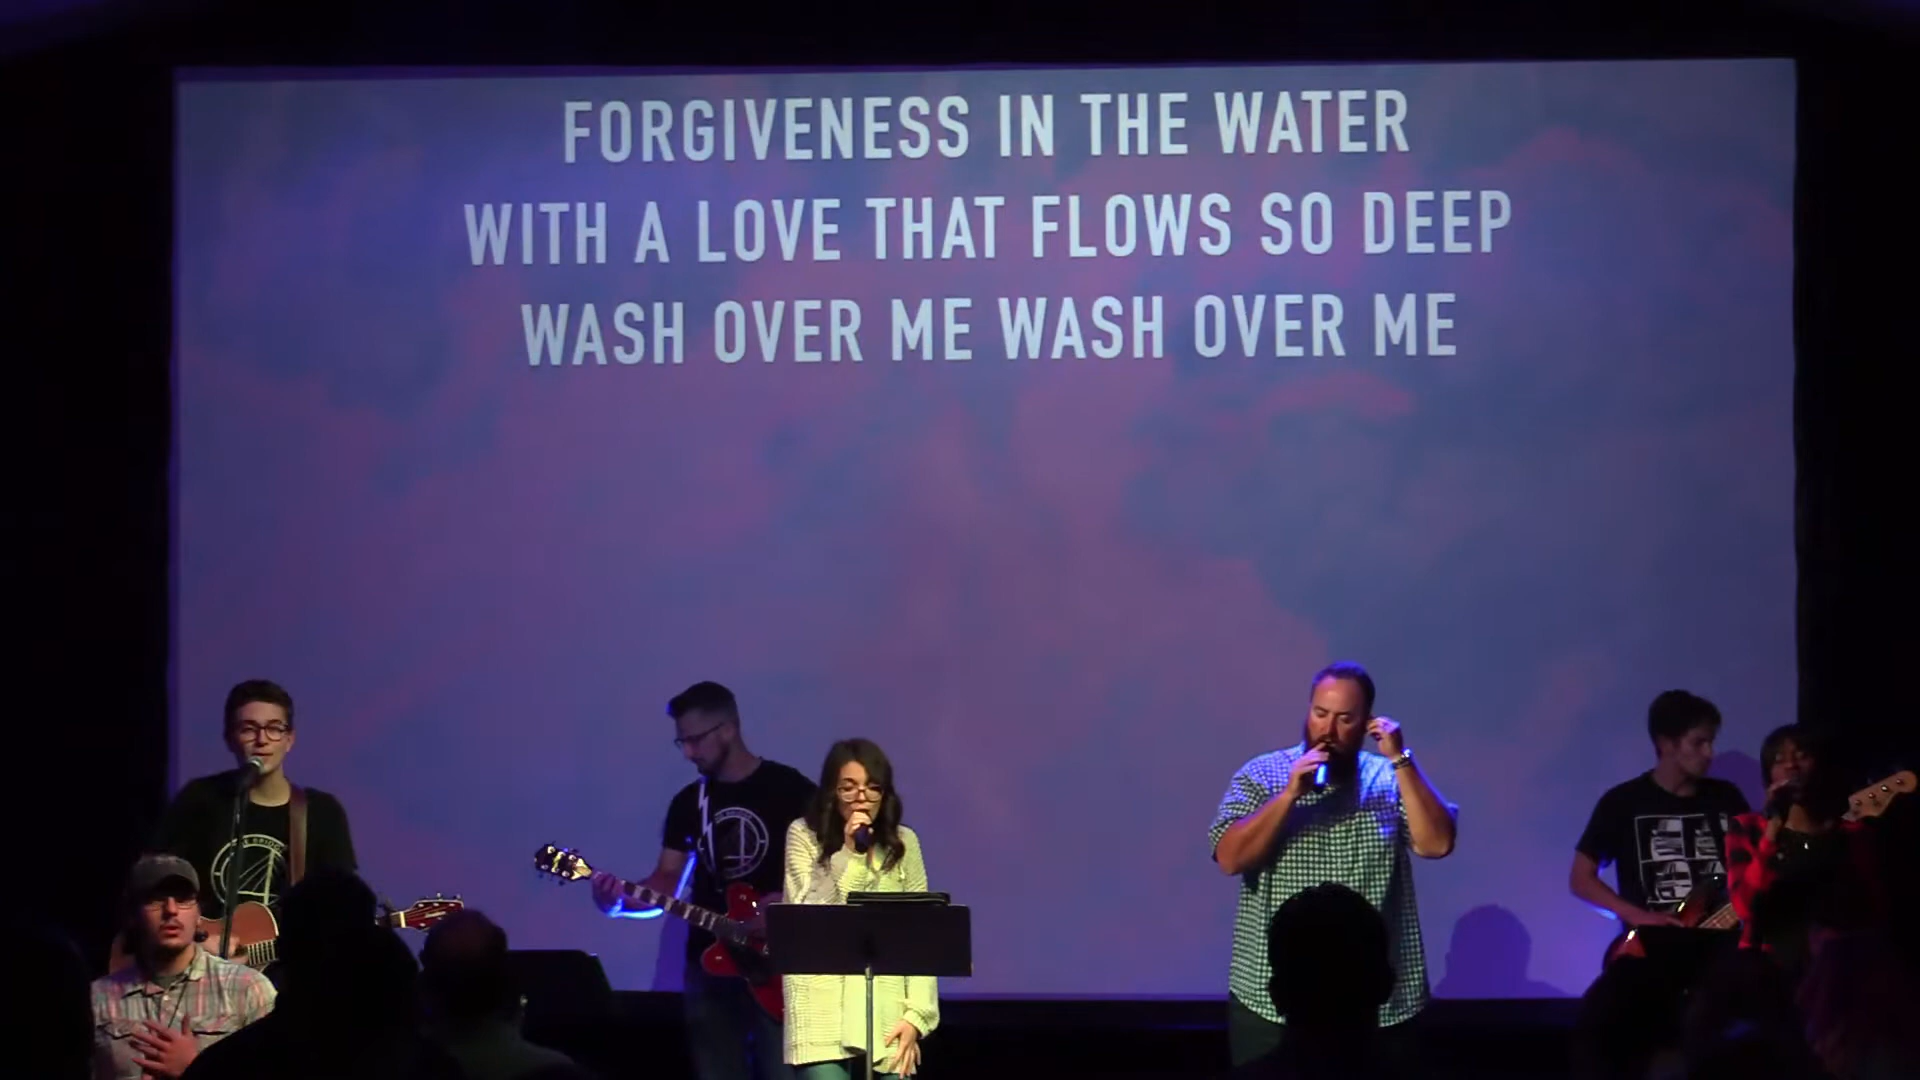 FORGIVENESS IN THE WATER
WITH A LOVE THAT FLOWS SO DEEP
WASH OVER ME WASH OVER ME